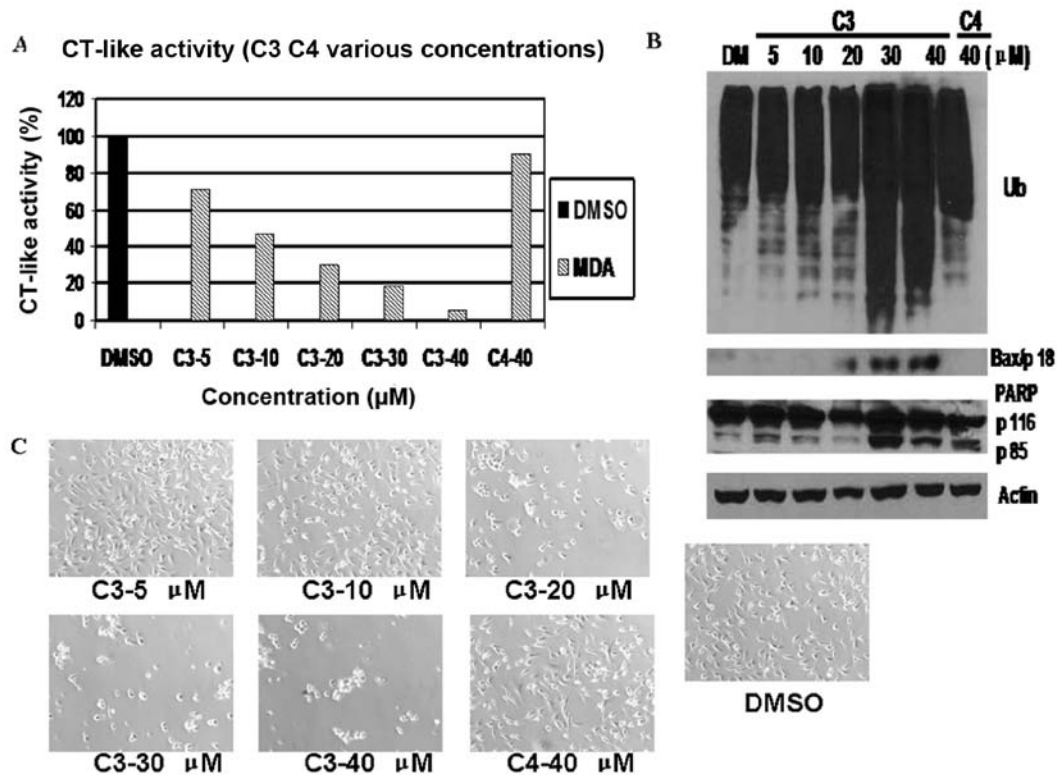 A CT-like activity (C3 C4 various concentrations)
CT-like activity (%)
120
100
80
60
40
20
0
DMSO C3-5 C3-10 C3-20 C3-30 C3-40 C4-40
Concentration (µM)
DMSO
MDA
B
C3 C4
DM 5 10 20 30 40 40 (µM)
Ub
Bax/p 18
PARP
p 116
p 85
Actin
C
C3-5 µM C3-10 µM C3-20 µM
C3-30 µM C3-40 µM C4-40 µM
DMSO